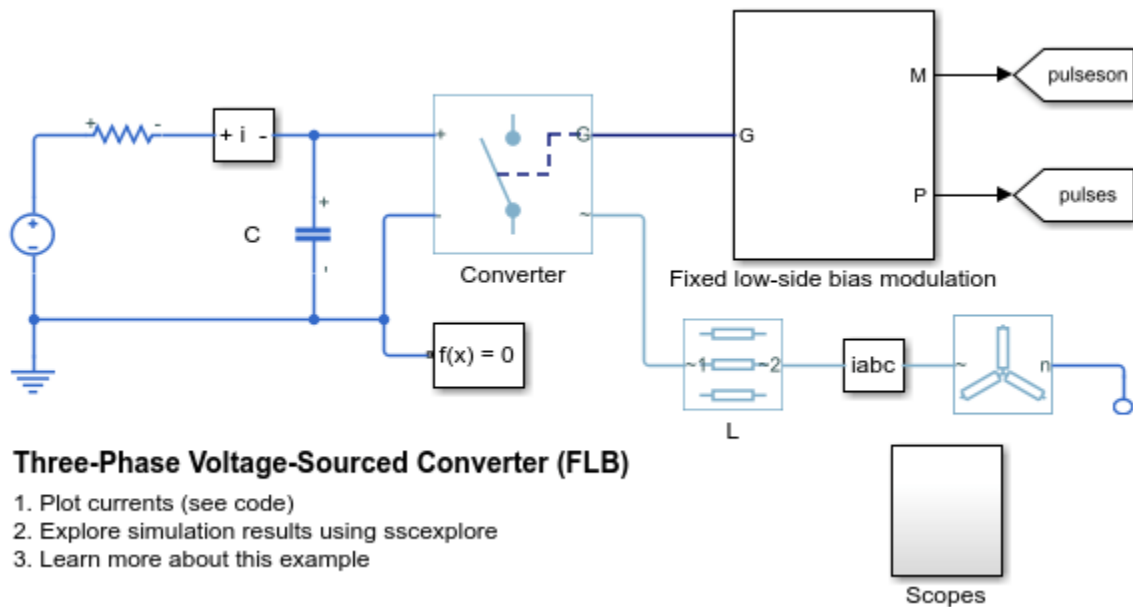 M
pulseson
+ -
+ i -
+
G
G
P
pulses
+
-
+
C
-
~
Converter
Fixed low-side bias modulation
f(x) = 0
~1
~2
iabc
~
n
L
Three-Phase Voltage-Sourced Converter (FLB)
1. Plot currents (see code)
2. Explore simulation results using sscexplore
3. Learn more about this example
Scopes